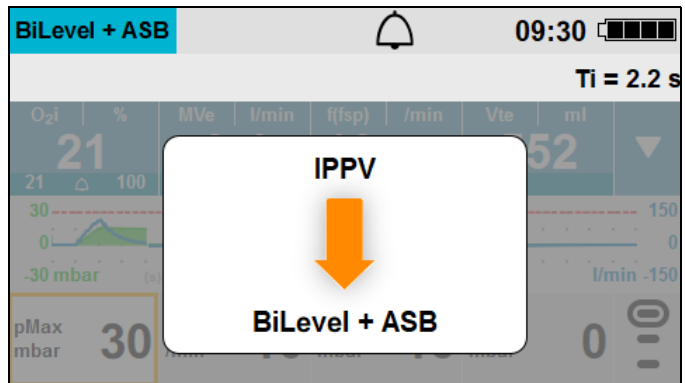 BiLevel + ASB 09:30
Ti = 2.2 s
O₂i % MVe l/min f(fsp) /min Vte ml
21 52
21 100
30 150
0 0
-30 mbar (s) l/min -150
IPPV
BiLevel + ASB
pMax
mbar 30 0